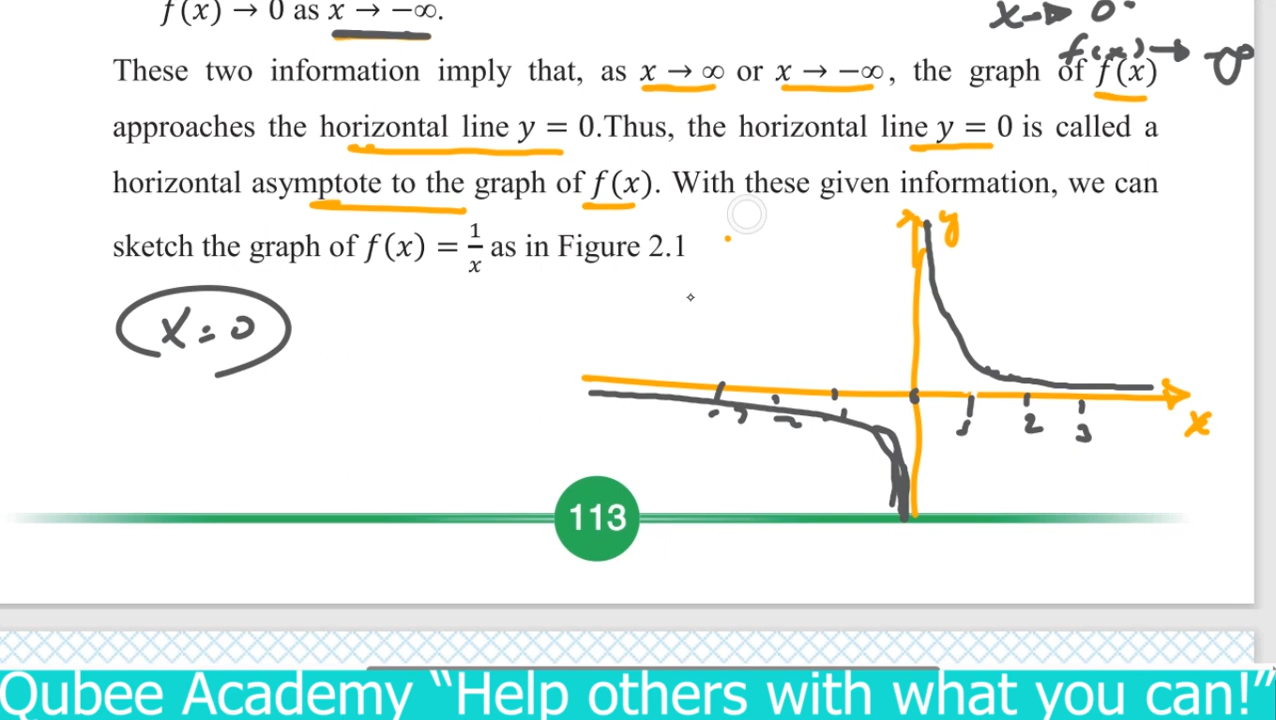 f(x) → 0 as x → −∞.
x → 0⁻
f(x) → -∞
These two information imply that, as x → ∞ or x → −∞, the graph of f(x)
approaches the horizontal line y = 0.Thus, the horizontal line y = 0 is called a
horizontal asymptote to the graph of f(x). With these given information, we can
sketch the graph of f(x) = 1/x as in Figure 2.1
y
x = 0
1 2 3
x
113
Qubee Academy “Help others with what you can!”